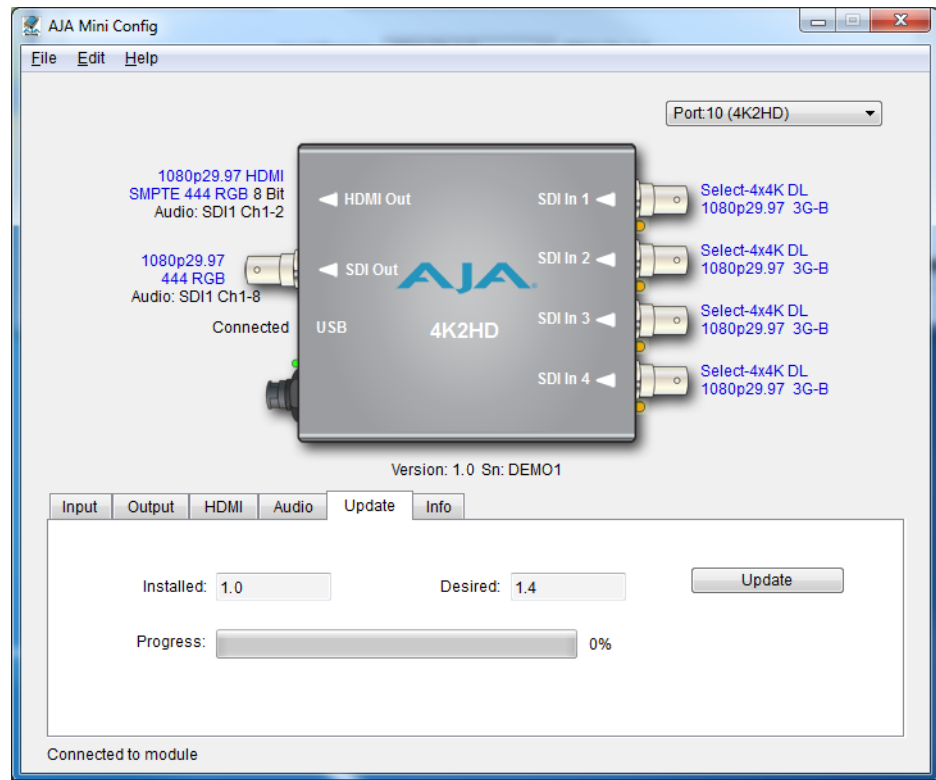 AJA Mini Config
File Edit Help
Port:10 (4K2HD)
1080p29.97 HDMI
SMPTE 444 RGB 8 Bit
Audio: SDI1 Ch1-2
HDMI Out
SDI In 1
Select-4x4K DL
1080p29.97 3G-B
1080p29.97
444 RGB
Audio: SDI1 Ch1-8
SDI Out
AJA
SDI In 2
Select-4x4K DL
1080p29.97 3G-B
Connected
USB
4K2HD
SDI In 3
Select-4x4K DL
1080p29.97 3G-B
SDI In 4
Select-4x4K DL
1080p29.97 3G-B
Version: 1.0 Sn: DEMO1
Input Output HDMI Audio Update Info
Installed: 1.0 Desired: 1.4 Update
Progress: 0%
Connected to module